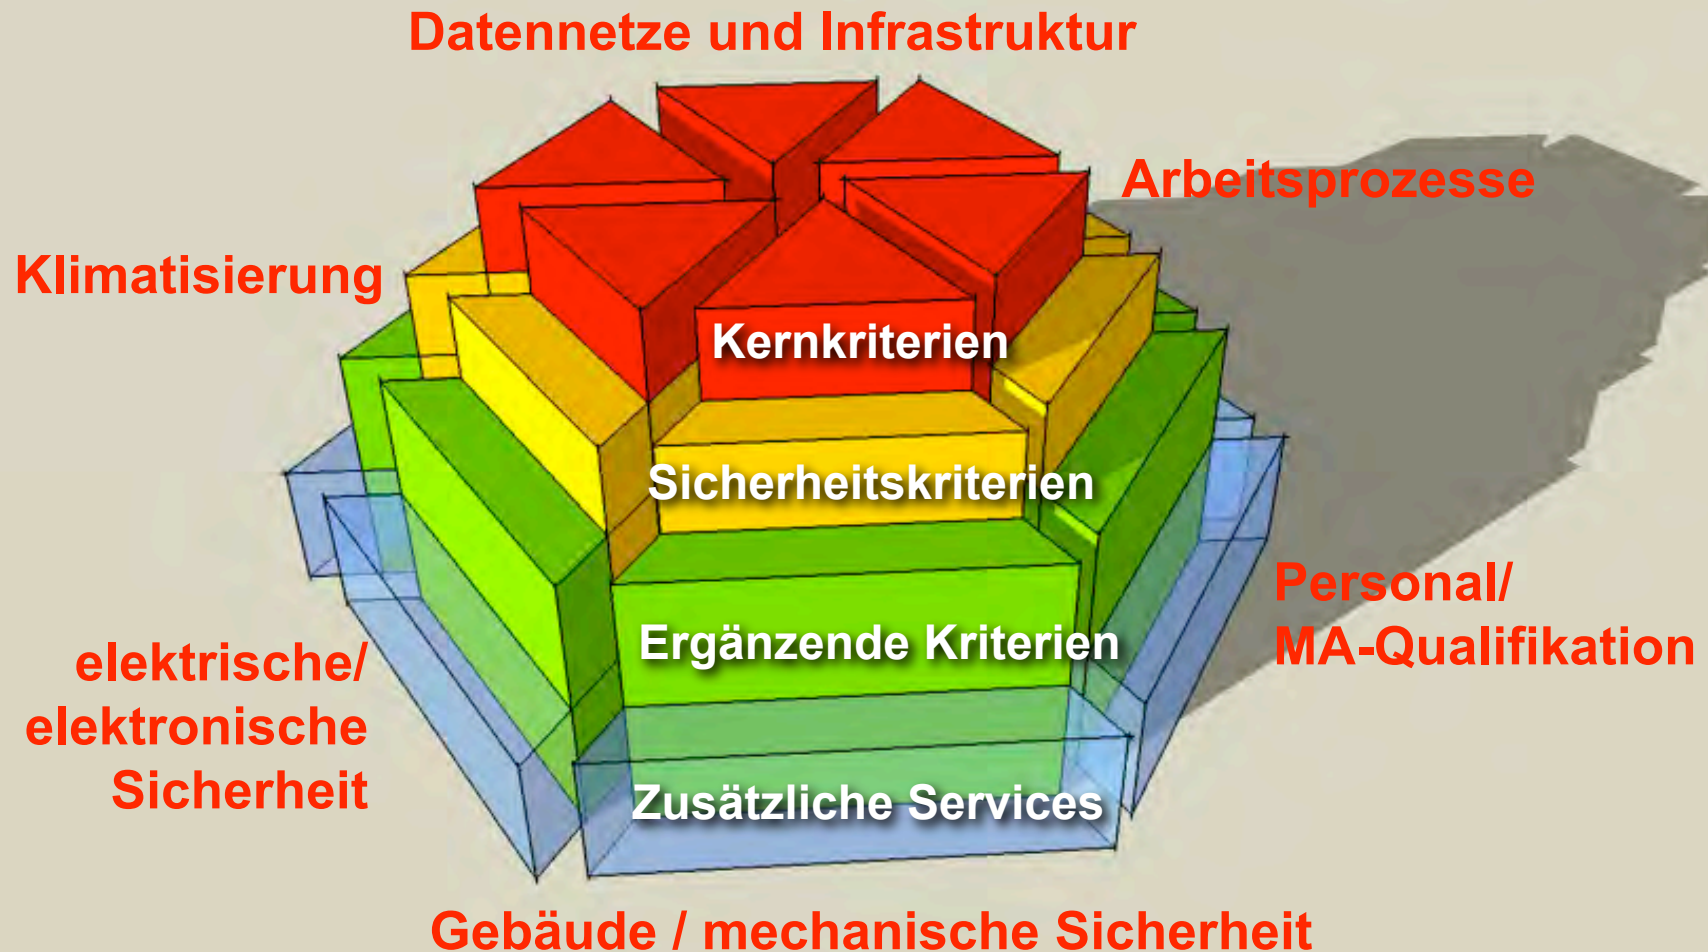 Datennetze und Infrastruktur
Arbeitsprozesse
Klimatisierung
Kernkriterien
Sicherheitskriterien
Personal/
MA-Qualifikation
Ergänzende Kriterien
elektrische/
elektronische
Sicherheit
Zusätzliche Services
Gebäude / mechanische Sicherheit